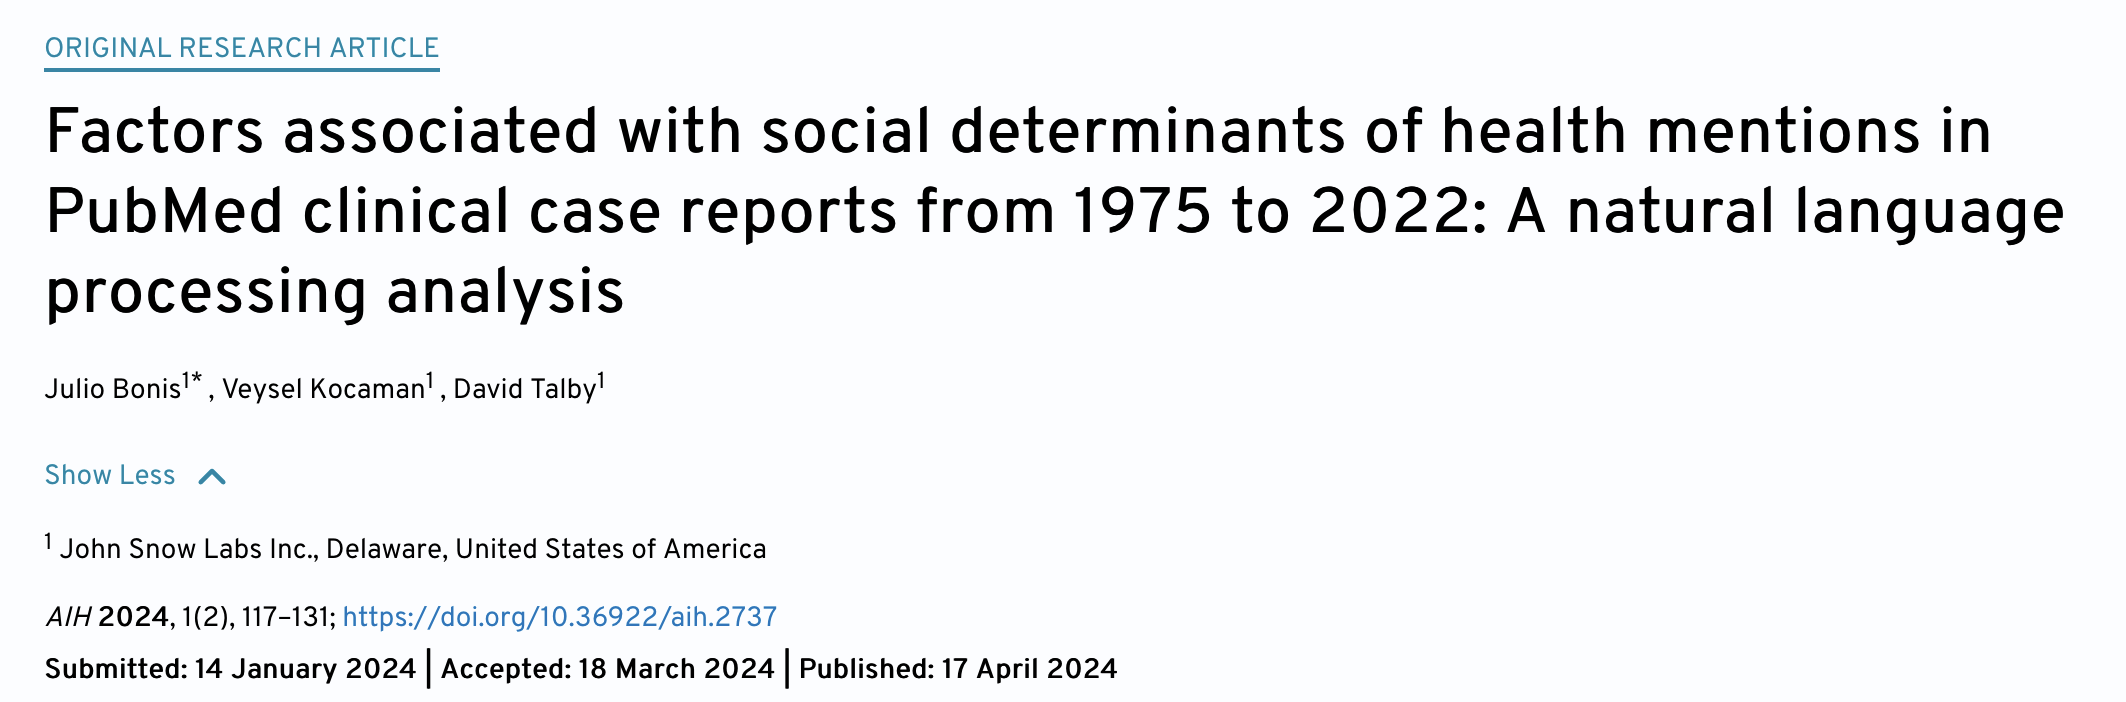 ORIGINAL RESEARCH ARTICLE
Factors associated with social determinants of health mentions in
PubMed clinical case reports from 1975 to 2022: A natural language
processing analysis
Julio Bonis1* , Veysel Kocaman1 , David Talby1
Show Less
1 John Snow Labs Inc., Delaware, United States of America
AIH 2024, 1(2), 117–131; https://doi.org/10.36922/aih.2737
Submitted: 14 January 2024 | Accepted: 18 March 2024 | Published: 17 April 2024